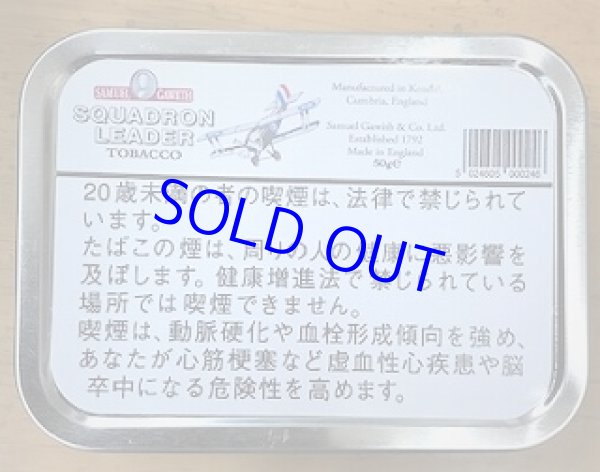 SAMUEL GAWITH
SQUADRON
LEADER
TOBACCO
Manufactured in Kendal,
Cumbria, England
Samuel Gawith & Co. Ltd.
Established 1792
Made in England
50g℮
5 024605 000246
20歳未満の者の喫煙は、法律で禁じられて
います。
たばこの煙は、周りの人の健康に悪影響を
及ぼします。健康増進法で禁じられている
場所では喫煙できません。
喫煙は、動脈硬化や血栓形成傾向を強め、
あなたが心筋梗塞など虚血性心疾患や脳
卒中になる危険性を高めます。
SOLD OUT